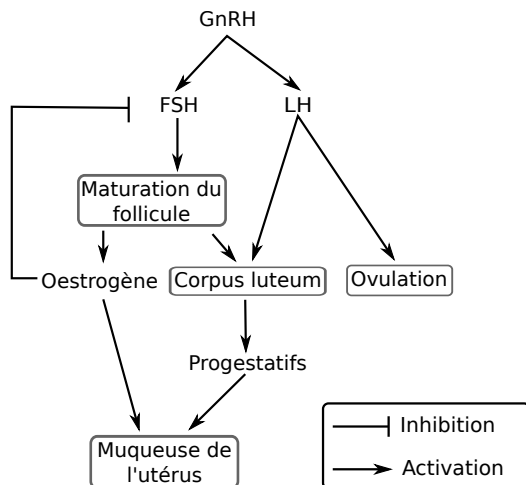 GnRH
FSH
LH
Maturation du
follicule
Oestrogène
Corpus luteum
Ovulation
Progestatifs
Muqueuse de
l'utérus
Inhibition
Activation